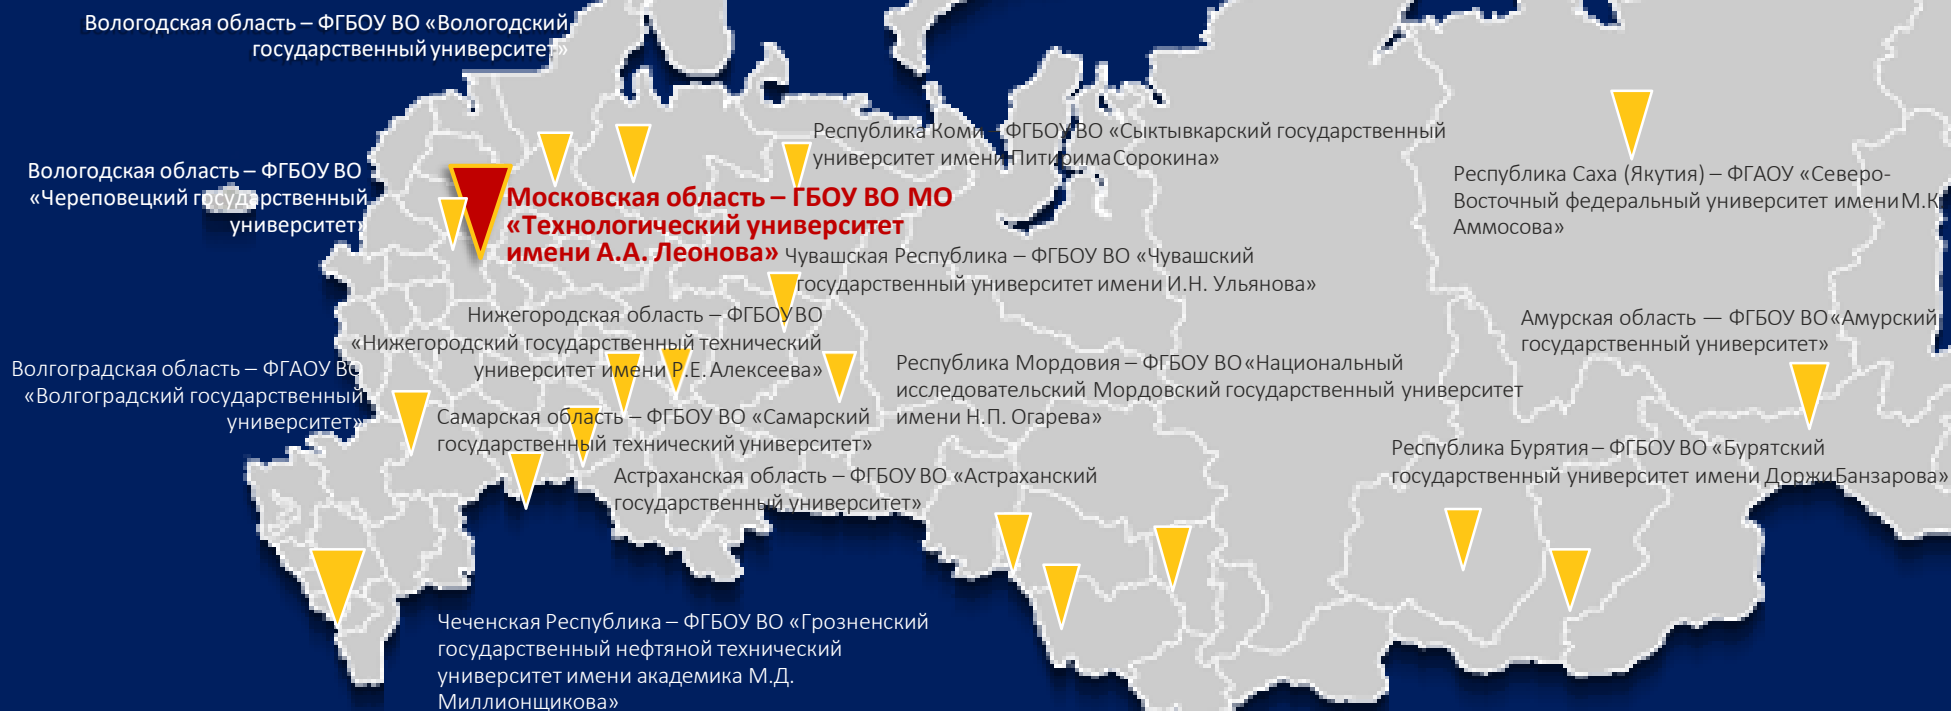 Вологодская область – ФГБОУ ВО «Вологодский
государственный университет»
Республика Коми – ФГБОУ ВО «Сыктывкарский государственный
университет имени Питирима Сорокина»
Вологодская область – ФГБОУ ВО
«Череповецкий государственный
университет»
Республика Саха (Якутия) – ФГАОУ «Северо-
Восточный федеральный университет имени М.К.
Аммосова»
Московская область – ГБОУ ВО МО
«Технологический университет
имени А.А. Леонова»
Чувашская Республика – ФГБОУ ВО «Чувашский
государственный университет имени И.Н. Ульянова»
Нижегородская область – ФГБОУ ВО
«Нижегородский государственный технический
университет имени Р.Е. Алексеева»
Амурская область — ФГБОУ ВО «Амурский
государственный университет»
Волгоградская область – ФГАОУ ВО
«Волгоградский государственный
университет»
Республика Мордовия – ФГБОУ ВО «Национальный
исследовательский Мордовский государственный университет
имени Н.П. Огарева»
Самарская область – ФГБОУ ВО «Самарский
государственный технический университет»
Республика Бурятия – ФГБОУ ВО «Бурятский
государственный университет имени Доржи Банзарова»
Астраханская область – ФГБОУ ВО «Астраханский
государственный университет»
Чеченская Республика – ФГБОУ ВО «Грозненский
государственный нефтяной технический
университет имени академика М.Д.
Миллионщикова»